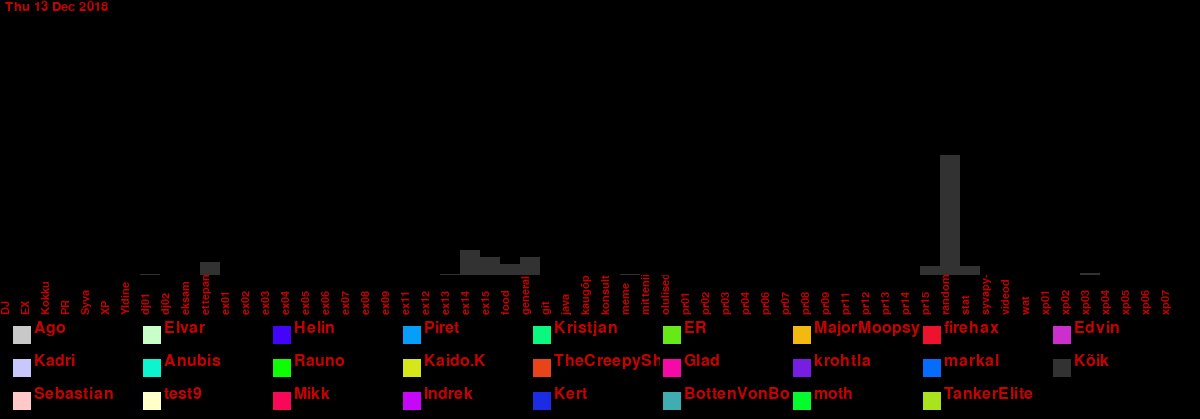 Thu 13 Dec 2018
DJ
EX
Kokku
PR
Syva
XP
Yldine
dj01
dj02
eksam
ettepan
ex01
ex02
ex03
ex04
ex05
ex06
ex07
ex08
ex09
ex11
ex12
ex13
ex14
ex15
food
general
git
java
kaugõp
konsult
meme
mittenii
olulised
pr01
pr02
pr03
pr04
pr06
pr07
pr08
pr09
pr11
pr12
pr13
pr14
pr15
random
stat
syvapy-
videod
wat
xp01
xp02
xp03
xp04
xp05
xp06
xp07
Ago Elvar Helin Piret Kristjan ER MajorMoopsy firehax Edvin
Kadri Anubis Rauno Kaido.K TheCreepySh Glad krohtla markal Kõik
Sebastian test9 Mikk Indrek Kert BottenVonBo moth TankerElite